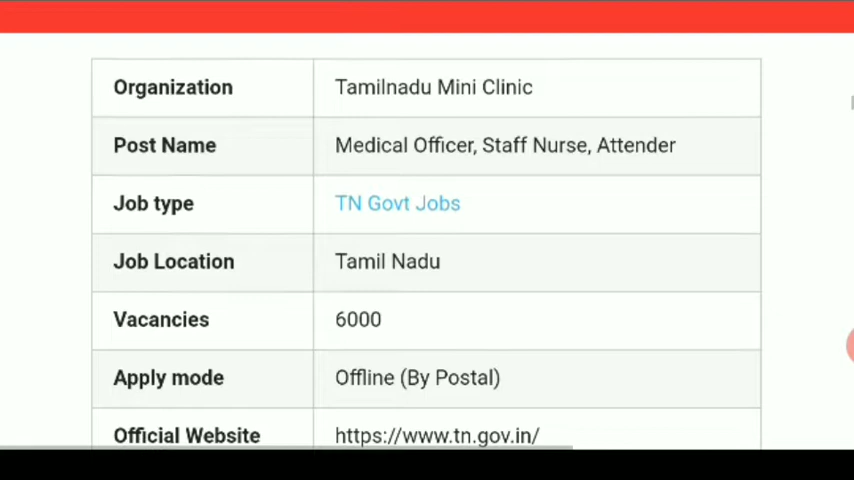 Organization Tamilnadu Mini Clinic
Post Name Medical Officer, Staff Nurse, Attender
Job type TN Govt Jobs
Job Location Tamil Nadu
Vacancies 6000
Apply mode Offline (By Postal)
Official Website https://www.tn.gov.in/